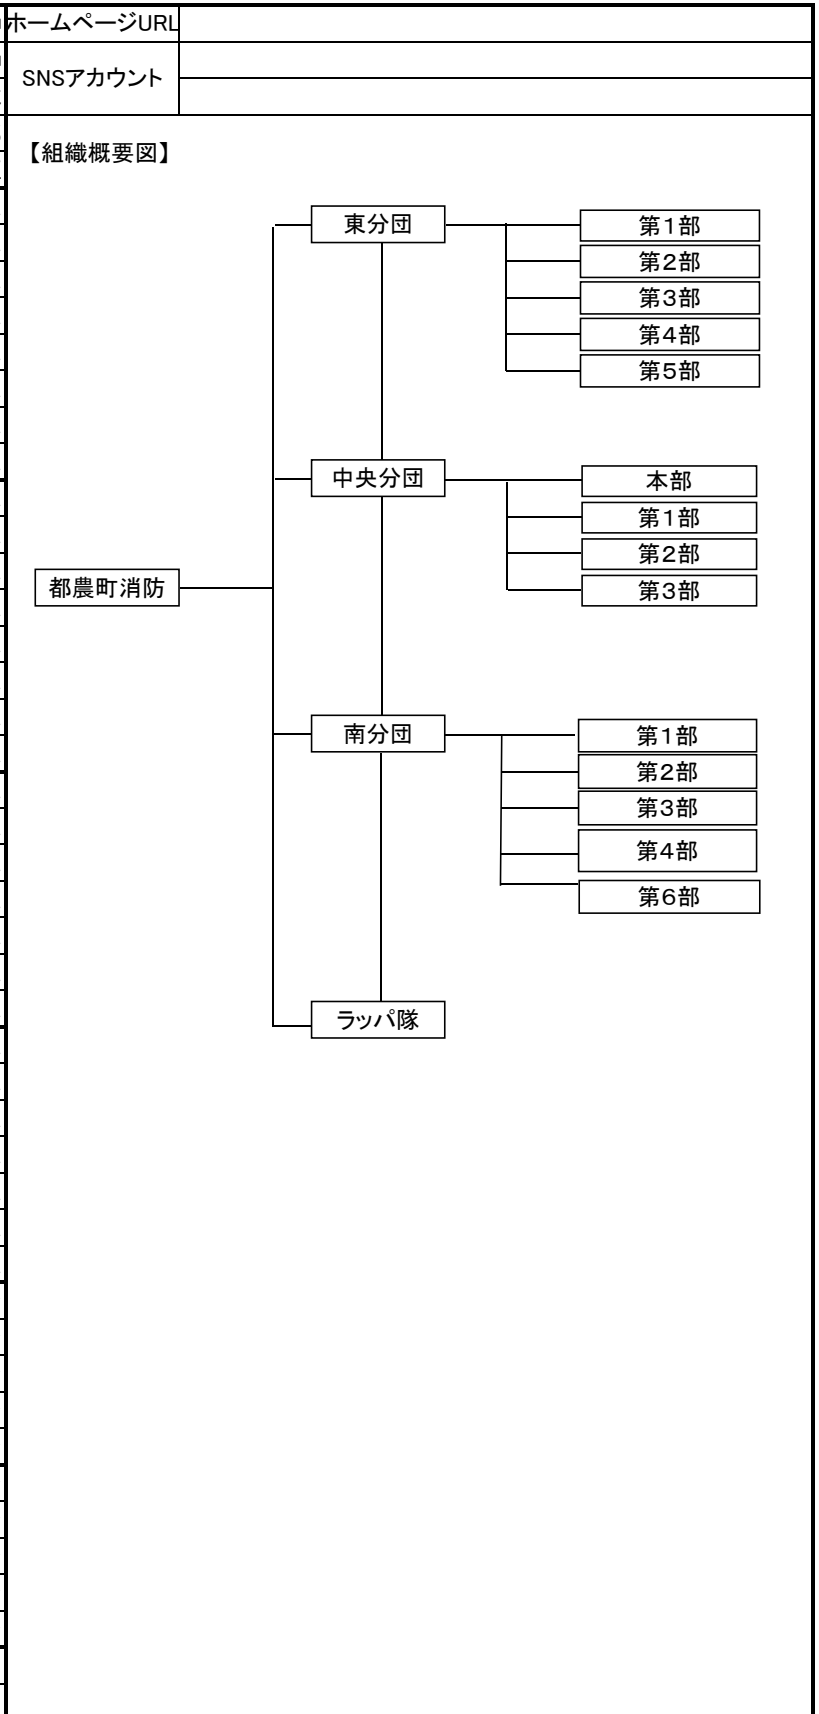 ホームページURL
SNSアカウント
【組織概要図】
東分団
第１部
第２部
第３部
第４部
第５部
中央分団
本部
第１部
第２部
第３部
都農町消防
南分団
第１部
第２部
第３部
第４部
第６部
ラッパ隊